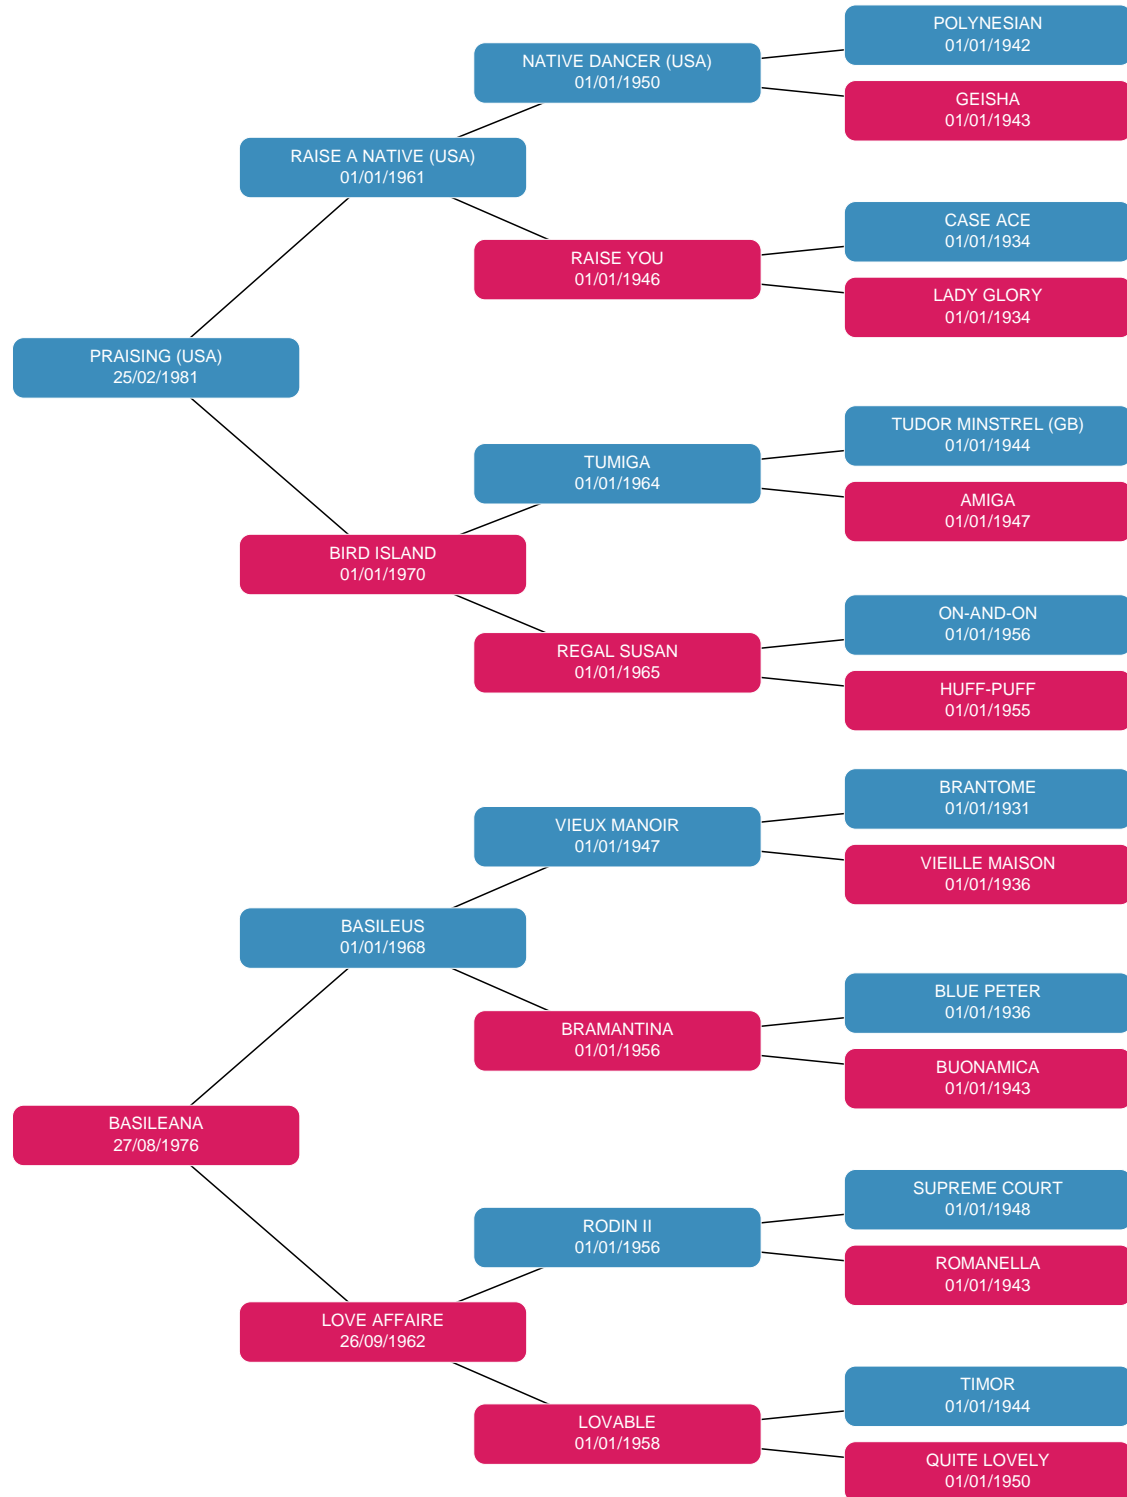 POLYNESIAN
01/01/1942
NATIVE DANCER (USA)
01/01/1950
GEISHA
01/01/1943
RAISE A NATIVE (USA)
01/01/1961
CASE ACE
01/01/1934
RAISE YOU
01/01/1946
LADY GLORY
01/01/1934
PRAISING (USA)
25/02/1981
TUDOR MINSTREL (GB)
01/01/1944
TUMIGA
01/01/1964
AMIGA
01/01/1947
BIRD ISLAND
01/01/1970
ON-AND-ON
01/01/1956
REGAL SUSAN
01/01/1965
HUFF-PUFF
01/01/1955
BRANTOME
01/01/1931
VIEUX MANOIR
01/01/1947
VIEILLE MAISON
01/01/1936
BASILEUS
01/01/1968
BLUE PETER
01/01/1936
BRAMANTINA
01/01/1956
BUONAMICA
01/01/1943
BASILEANA
27/08/1976
SUPREME COURT
01/01/1948
RODIN II
01/01/1956
ROMANELLA
01/01/1943
LOVE AFFAIRE
26/09/1962
TIMOR
01/01/1944
LOVABLE
01/01/1958
QUITE LOVELY
01/01/1950